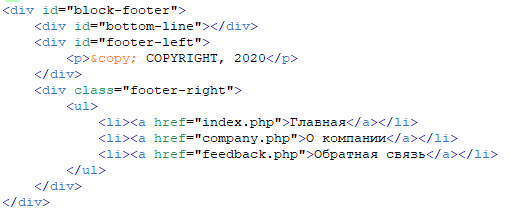 <div id="block-footer">
    <div id="bottom-line"></div>
    <div id="footer-left">
        <p>&copy; COPYRIGHT, 2020</p>
    </div>
    <div class="footer-right">
        <ul>
            <li><a href="index.php">Главная</a></li>
            <li><a href="company.php">О компании</a></li>
            <li><a href="feedback.php">Обратная связь</a></li>
        </ul>
    </div>
</div>